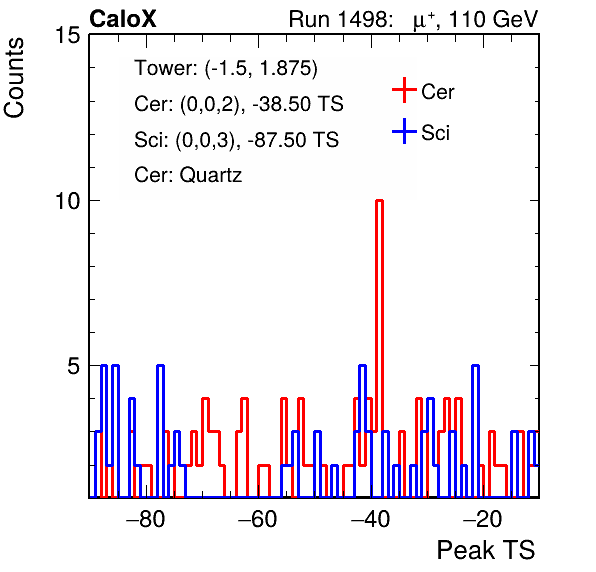 CaloX Run 1498: μ⁺, 110 GeV
Counts
15
10
5
Tower: (-1.5, 1.875)
Cer: (0,0,2), -38.50 TS
Sci: (0,0,3), -87.50 TS
Cer: Quartz
Cer
Sci
−80 −60 −40 −20
Peak TS